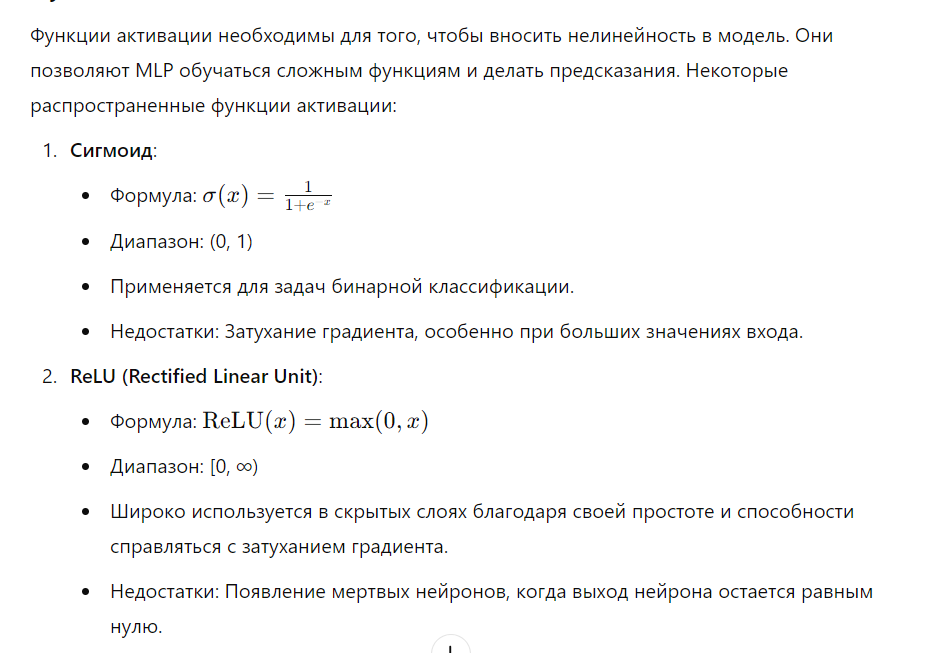 Функции активации необходимы для того, чтобы вносить нелинейность в модель. Они
позволяют MLP обучаться сложным функциям и делать предсказания. Некоторые
распространенные функции активации:
1. Сигмоид:
• Формула: σ(x) = 1/(1+e^{-x})
• Диапазон: (0, 1)
• Применяется для задач бинарной классификации.
• Недостатки: Затухание градиента, особенно при больших значениях входа.
2. ReLU (Rectified Linear Unit):
• Формула: ReLU(x) = max(0, x)
• Диапазон: [0, ∞)
• Широко используется в скрытых слоях благодаря своей простоте и способности
справляться с затуханием градиента.
• Недостатки: Появление мертвых нейронов, когда выход нейрона остается равным
нулю.